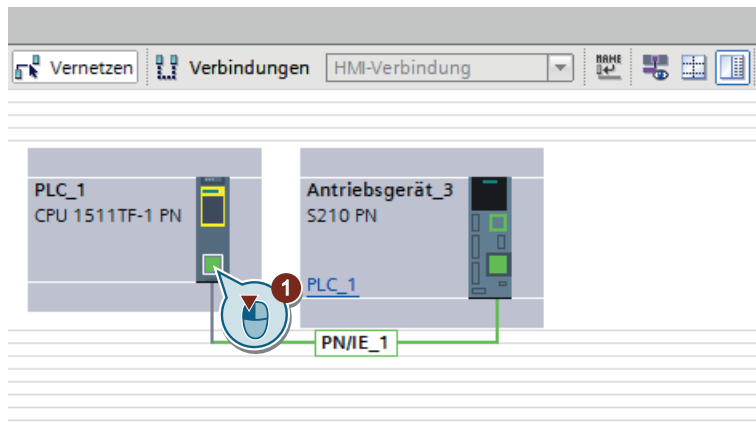 Vernetzen Verbindungen HMI-Verbindung NAME
PLC_1
CPU 1511TF-1 PN
Antriebsgerät_3
S210 PN
PLC_1
1
PN/IE_1